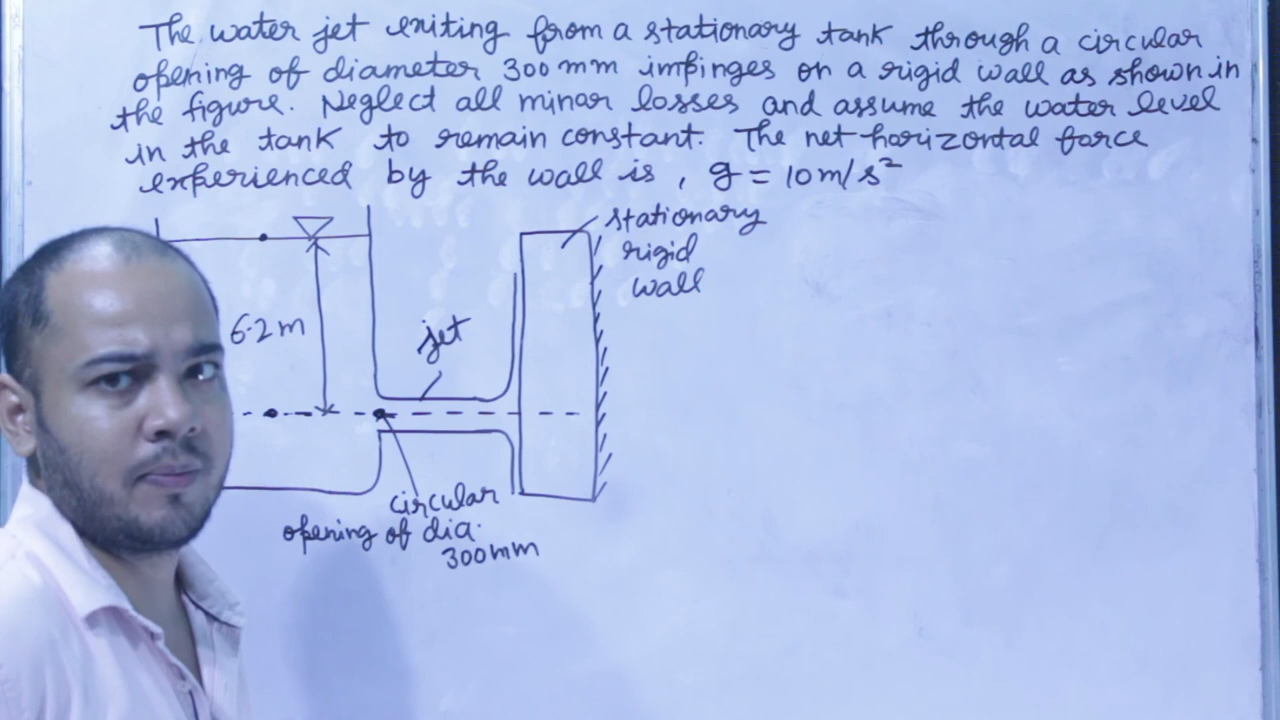 The water jet exiting from a stationary tank through a circular
opening of diameter 300 mm impinges on a rigid wall as shown in
the figure. Neglect all minor losses and assume the water level
in the tank to remain constant. The net horizontal force
experienced by the wall is, g = 10 m/s²
stationary
rigid
wall
6.2 m
jet
circular
opening of dia.
300 mm